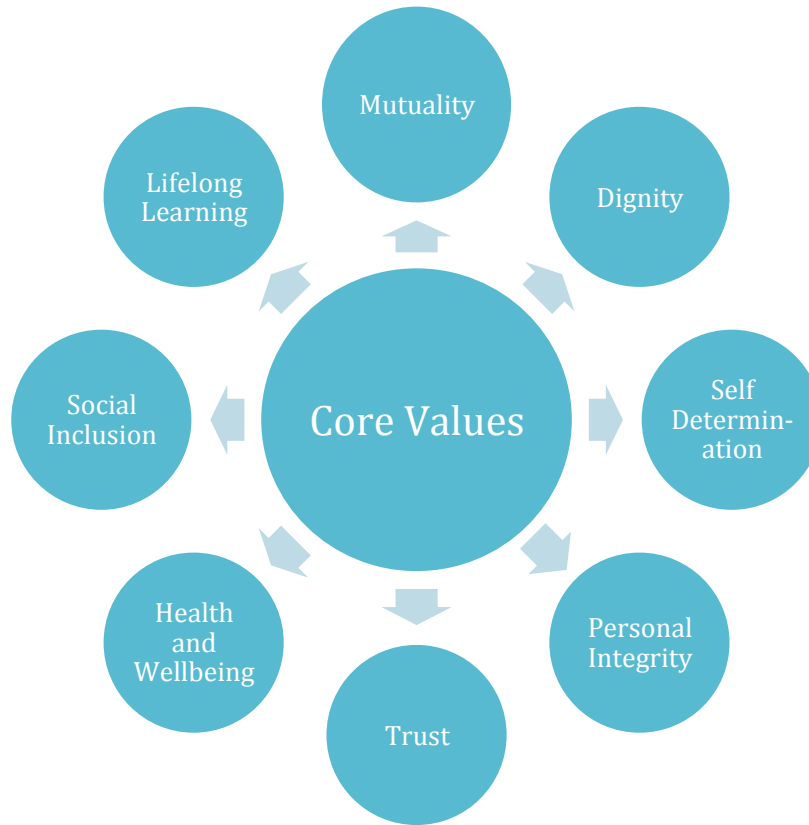 Mutuality
Dignity
Self
Determin-
ation
Personal
Integrity
Trust
Health
and
Wellbeing
Social
Inclusion
Lifelong
Learning
Core Values